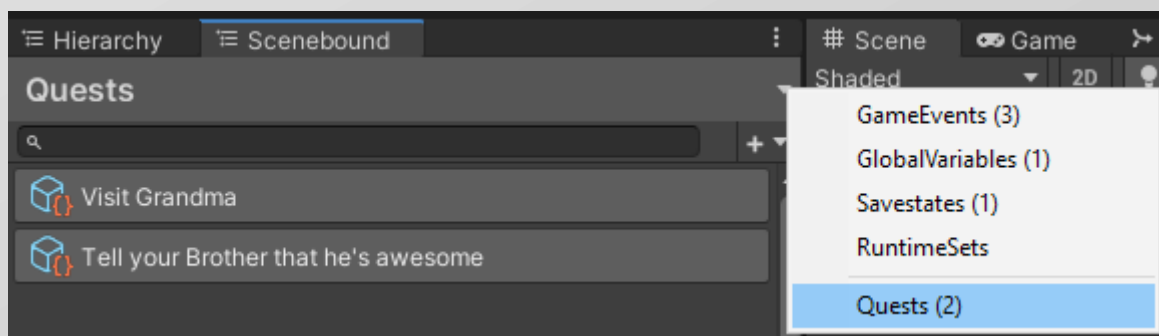 Hierarchy Scenebound Scene Game
Quests
Shaded 2D
GameEvents (3)
GlobalVariables (1)
Savestates (1)
RuntimeSets
Quests (2)
Visit Grandma
Tell your Brother that he's awesome